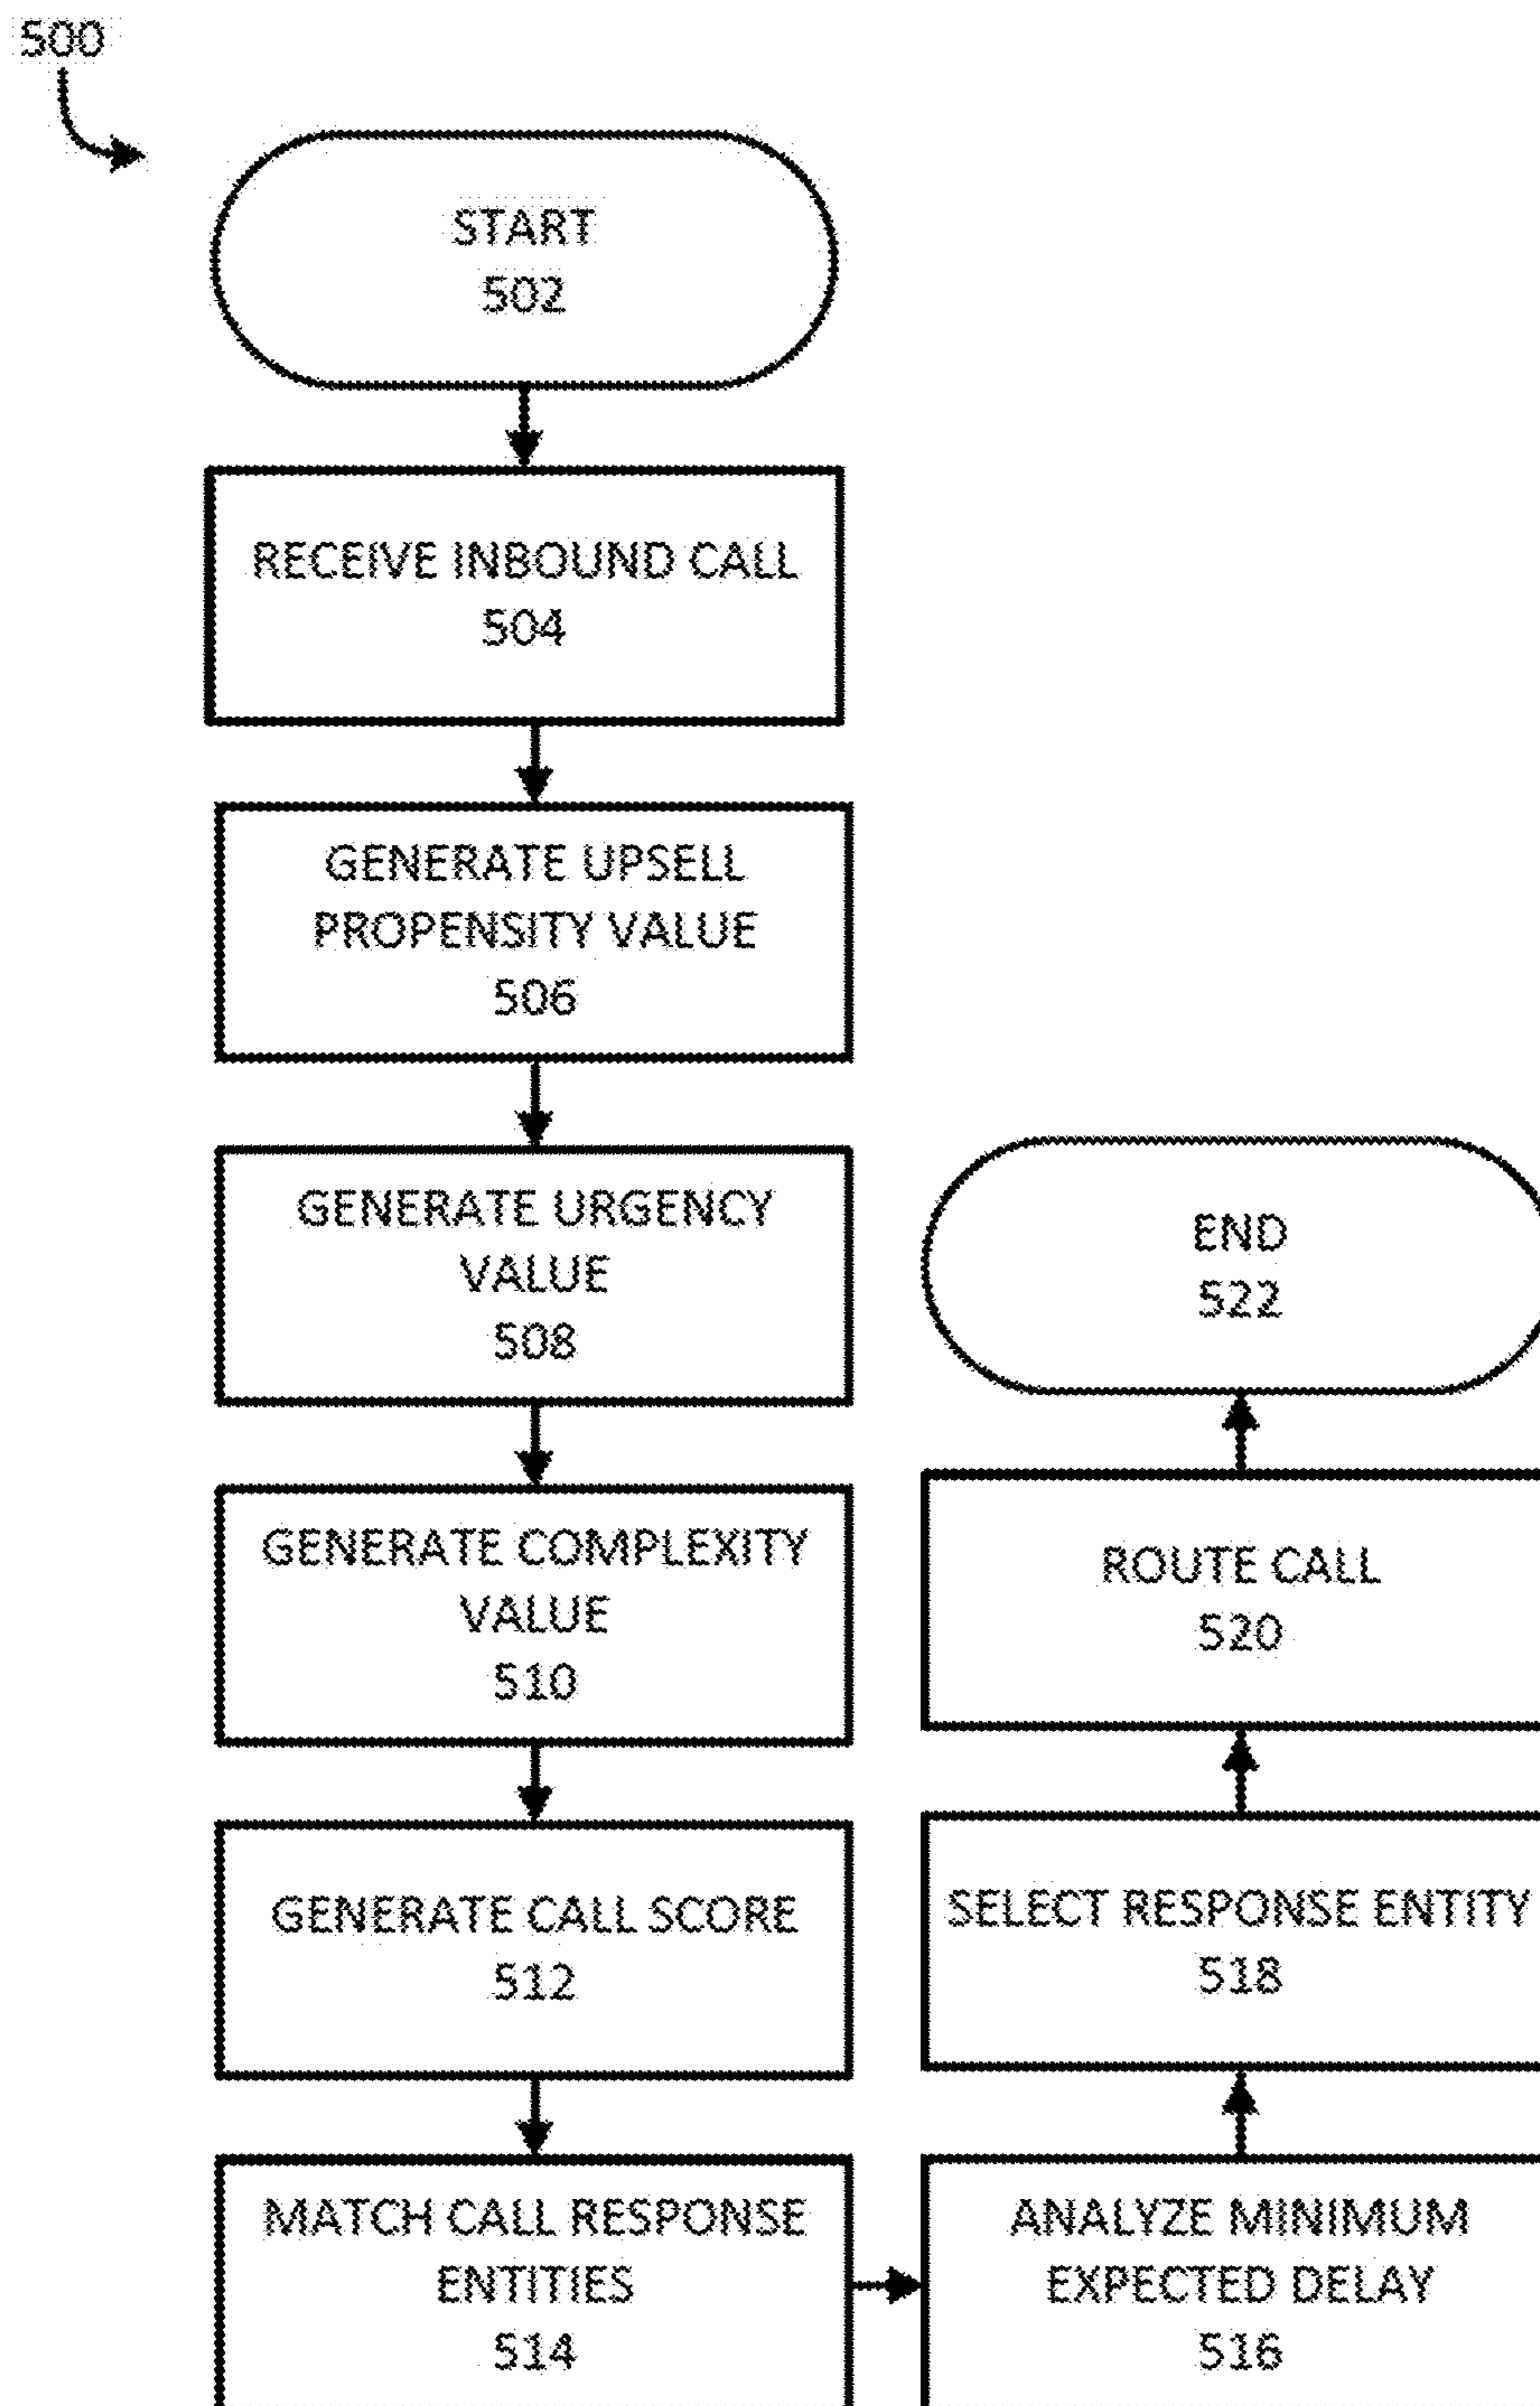 500
START
502
RECEIVE INBOUND CALL
504
GENERATE UPSELL
PROPENSITY VALUE
506
GENERATE URGENCY
VALUE
508
GENERATE COMPLEXITY
VALUE
510
GENERATE CALL SCORE
512
MATCH CALL RESPONSE
ENTITIES
514
ANALYZE MINIMUM
EXPECTED DELAY
516
SELECT RESPONSE ENTITY
518
ROUTE CALL
520
END
522